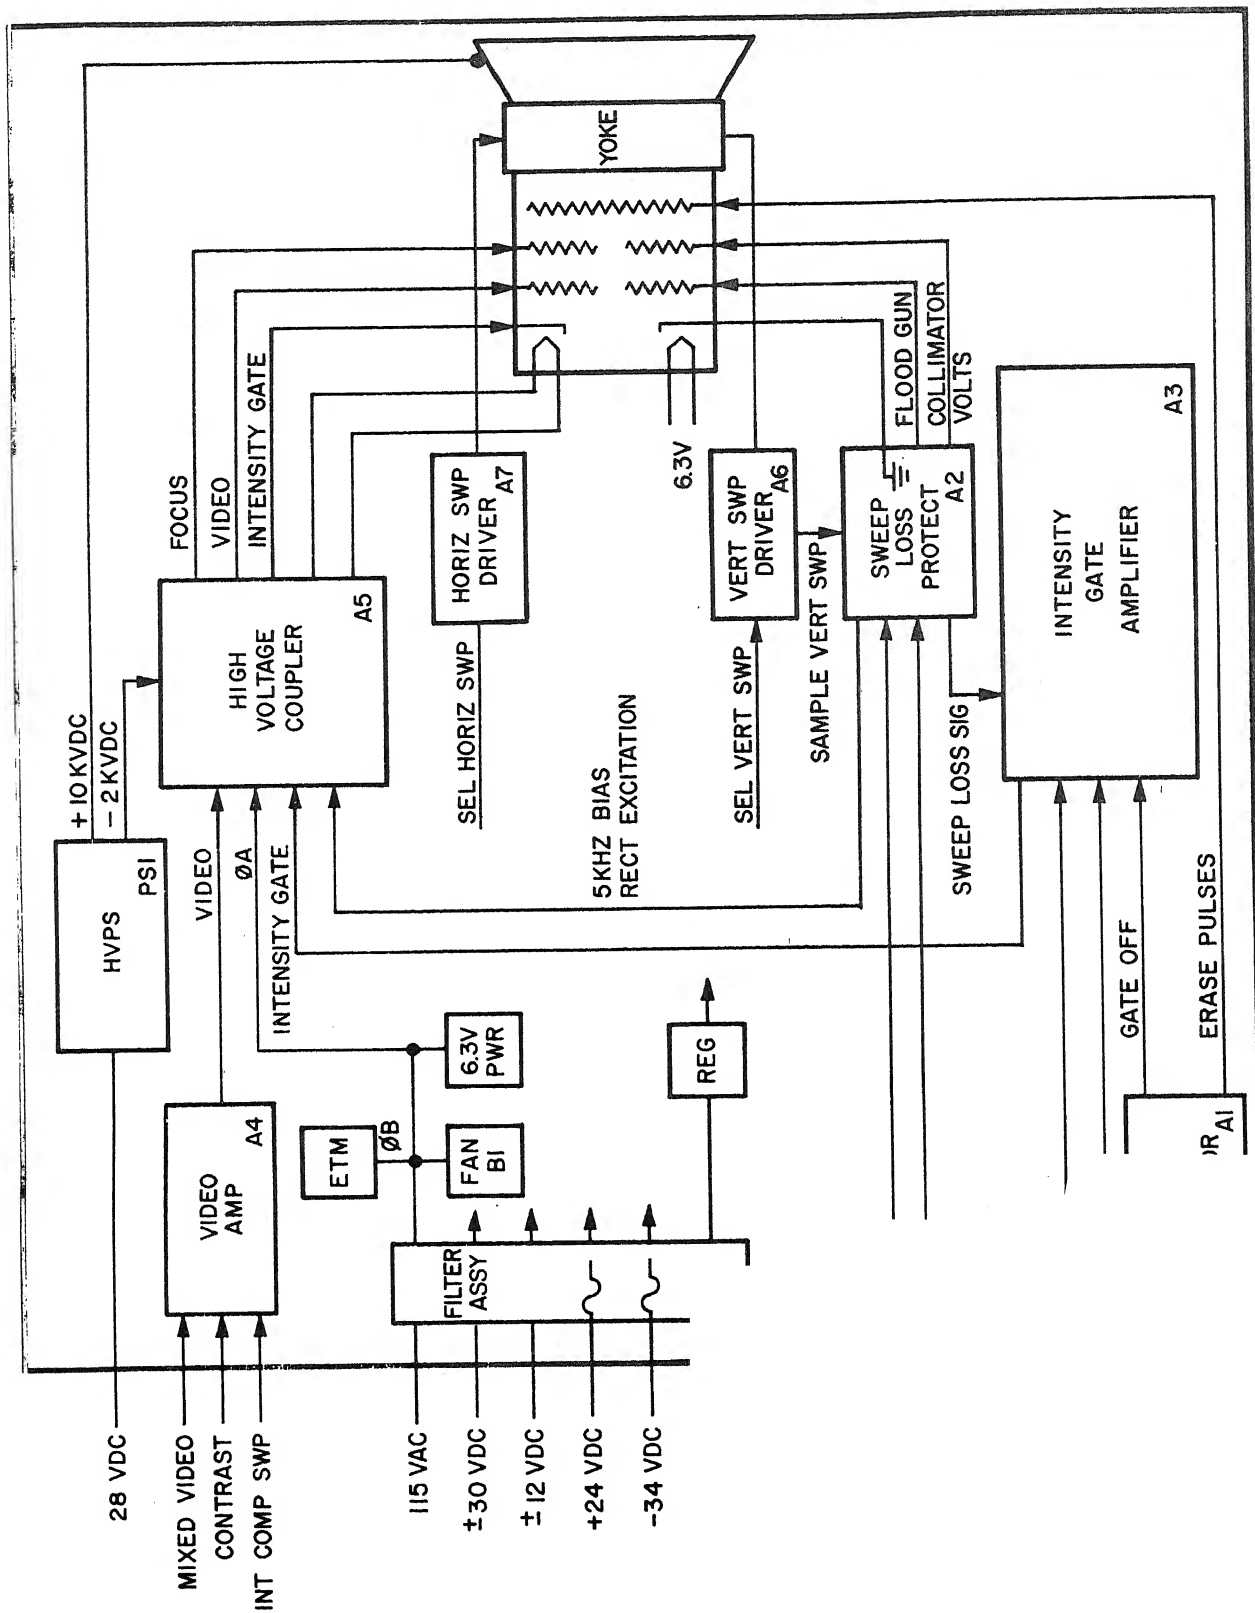 28 VDC
MIXED VIDEO
CONTRAST
INT COMP SWP
115 VAC
±30 VDC
±12 VDC
+24 VDC
-34 VDC
HVPS
PS1
+10KVDC
-2KVDC
VIDEO
AMP
A4
VIDEO
ØA
INTENSITY GATE
ETM
ØB
FAN
B1
6.3V
PWR
FILTER
ASSY
REG
HIGH
VOLTAGE
COUPLER
A5
FOCUS
VIDEO
INTENSITY GATE
SEL HORIZ SWP
HORIZ SWP
DRIVER
A7
5KHZ BIAS
RECT EXCITATION
YOKE
6.3V
SEL VERT SWP
VERT SWP
DRIVER
A6
SAMPLE VERT SWP
SWEEP
LOSS
PROTECT
A2
FLOOD GUN
COLLIMATOR
VOLTS
SWEEP LOSS SIG
INTENSITY
GATE
AMPLIFIER
A3
GATE OFF
ERASE PULSES
OR
A1